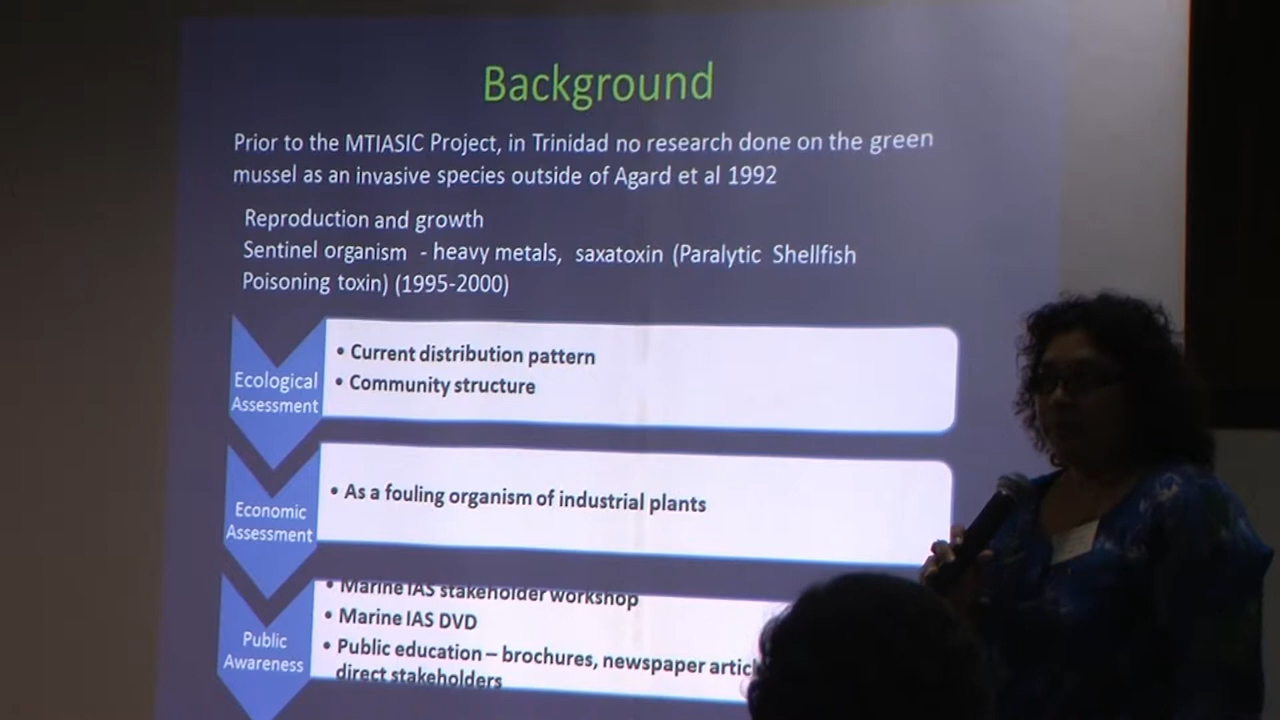 Background
Prior to the MTIASIC Project, in Trinidad no research done on the green
mussel as an invasive species outside of Agard et al 1992
Reproduction and growth
Sentinel organism - heavy metals, saxatoxin (Paralytic Shellfish
Poisoning toxin) (1995-2000)
Ecological
Assessment
• Current distribution pattern
• Community structure
Economic
Assessment
• As a fouling organism of industrial plants
Public
Awareness
• Marine IAS stakeholder workshop
• Marine IAS DVD
• Public education – brochures, newspaper
direct stakeholders